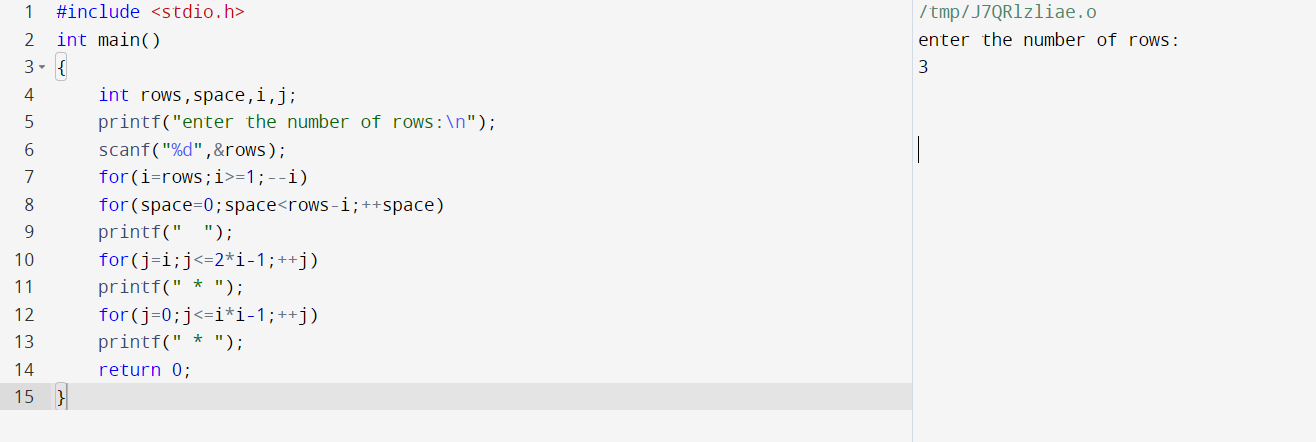 1 #include <stdio.h>
2 int main()
3 {
4 int rows,space,i,j;
5 printf("enter the number of rows:\n");
6 scanf("%d",&rows);
7 for(i=rows;i>=1;--i)
8 for(space=0;space<rows-i;++space)
9 printf("  ");
10 for(j=i;j<=2*i-1;++j)
11 printf(" * ");
12 for(j=0;j<=i*i-1;++j)
13 printf(" * ");
14 return 0;
15 }
/tmp/J7QRlzliae.o
enter the number of rows:
3